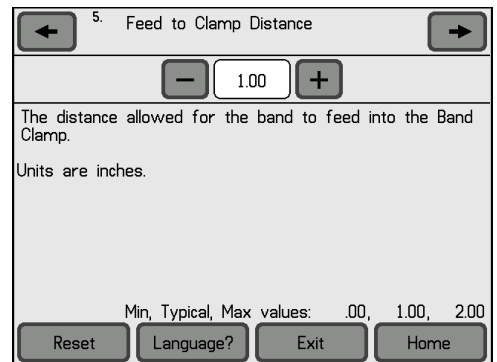 5. Feed to Clamp Distance
1.00
The distance allowed for the band to feed into the Band
Clamp.
Units are inches.
Min, Typical, Max values: .00, 1.00, 2.00
Reset Language? Exit Home